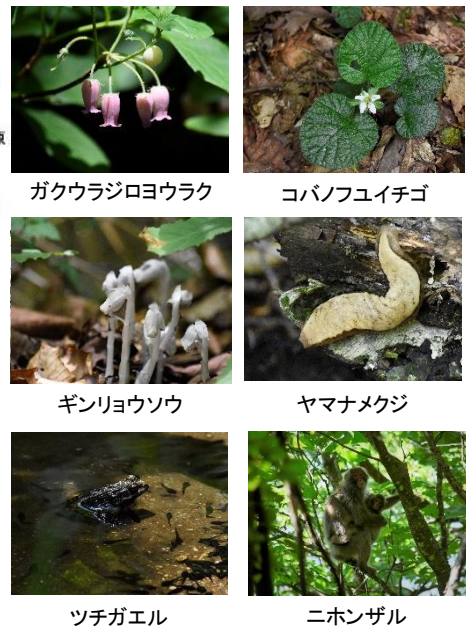 ガクウラジロヨウラク
コバノフユイチゴ
ギンリョウソウ
ヤマナメクジ
ツチガエル
ニホンザル